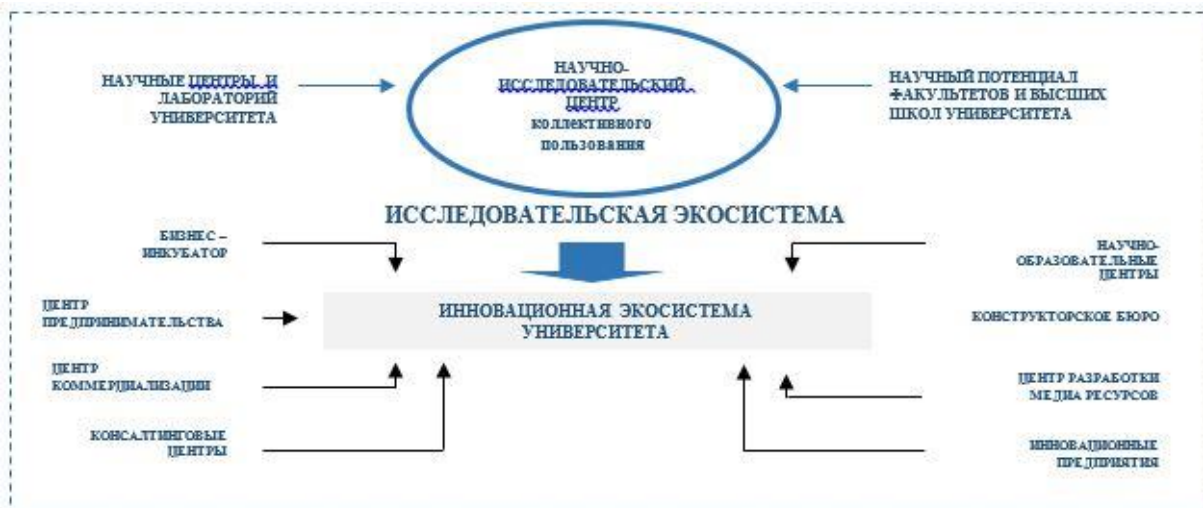 НАУЧНЫЕ ЦЕНТРЫ И
ЛАБОРАТОРИЙ
УНИВЕРСИТЕТА
НАУЧНО-
ИССЛЕДОВАТЕЛЬСКИЙ
ЦЕНТР
коллективного
пользования
НАУЧНЫЙ ПОТЕНЦИАЛ
ФАКУЛЬТЕТОВ И ВЫСШИХ
ШКОЛ УНИВЕРСИТЕТА
ИССЛЕДОВАТЕЛЬСКАЯ ЭКОСИСТЕМА
БИЗНЕС –
ИНКУБАТОР
НАУЧНО-
ОБРАЗОВАТЕЛЬНЫЕ
ЦЕНТРЫ
ЦЕНТР
ПРЕДПРИНИМАТЕЛЬСТВА
ИННОВАЦИОННАЯ ЭКОСИСТЕМА
УНИВЕРСИТЕТА
КОНСТРУКТОРСКОЕ БЮРО
ЦЕНТР
КОММЕРЦИАЛИЗАЦИИ
ЦЕНТР РАЗРАБОТКИ
МЕДИА РЕСУРСОВ
КОНСАЛТИНГОВЫЕ
ЦЕНТРЫ
ИННОВАЦИОННЫЕ
ПРЕДПРИЯТИЯ